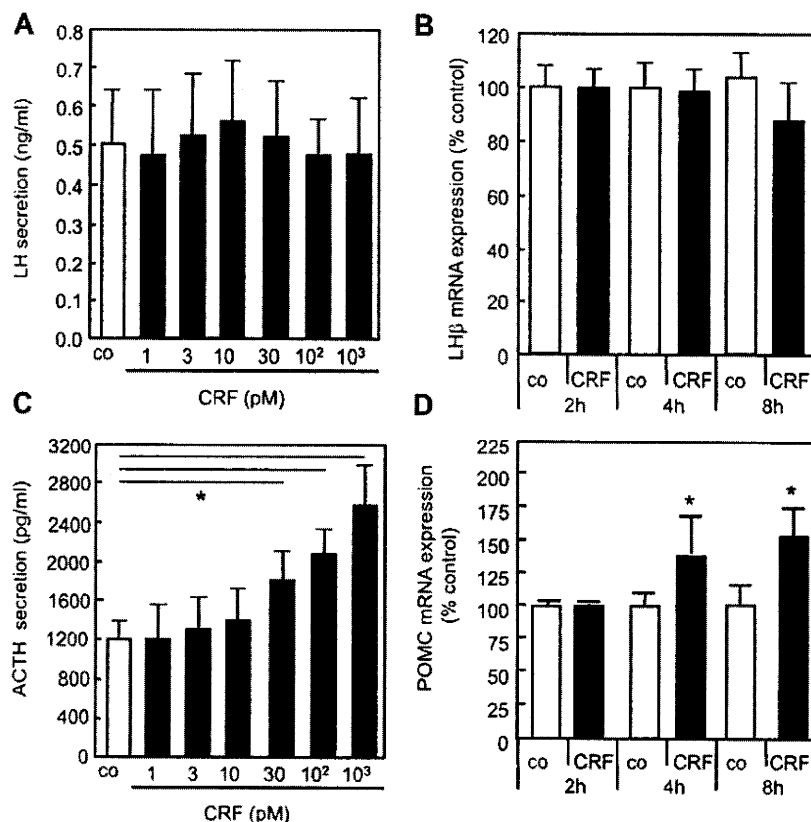 A
LH secretion (ng/ml)
0.8
0.7
0.6
0.5
0.4
0.3
0.2
0.1
0.0
co 1 3 10 30 10² 10³
CRF (pM)
B
LHβ mRNA expression (% control)
120
100
80
60
40
20
0
co CRF co CRF co CRF
2h 4h 8h
C
ACTH secretion (pg/ml)
3200
2800
2400
2000
1600
1200
800
400
0
*
co 1 3 10 30 10² 10³
CRF (pM)
D
POMC mRNA expression
(% control)
225
200
175
150
125
100
75
50
25
0
* *
co CRF co CRF co CRF
2h 4h 8h